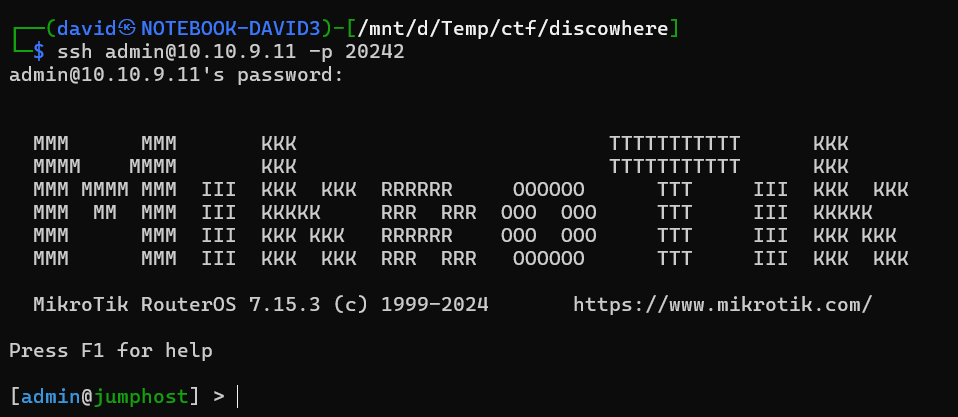 ┌──(david㉿NOTEBOOK-DAVID3)-[/mnt/d/Temp/ctf/discowhere]
└─$ ssh admin@10.10.9.11 -p 20242
admin@10.10.9.11's password:
  MMM      MMM       KKK                          TTTTTTTTTTT      KKK
  MMMM    MMMM       KKK                          TTTTTTTTTTT      KKK
  MMM MMMM MMM  III  KKK  KKK  RRRRRR     OOOOOO      TTT     III  KKK  KKK
  MMM  MM  MMM  III  KKKKK     RRR  RRR  OOO  OOO     TTT     III  KKKKK
  MMM      MMM  III  KKK KKK   RRRRRR    OOO  OOO     TTT     III  KKK KKK
  MMM      MMM  III  KKK  KKK  RRR  RRR   OOOOOO      TTT     III  KKK  KKK
  MikroTik RouterOS 7.15.3 (c) 1999-2024       https://www.mikrotik.com/
Press F1 for help
[admin@jumphost] >